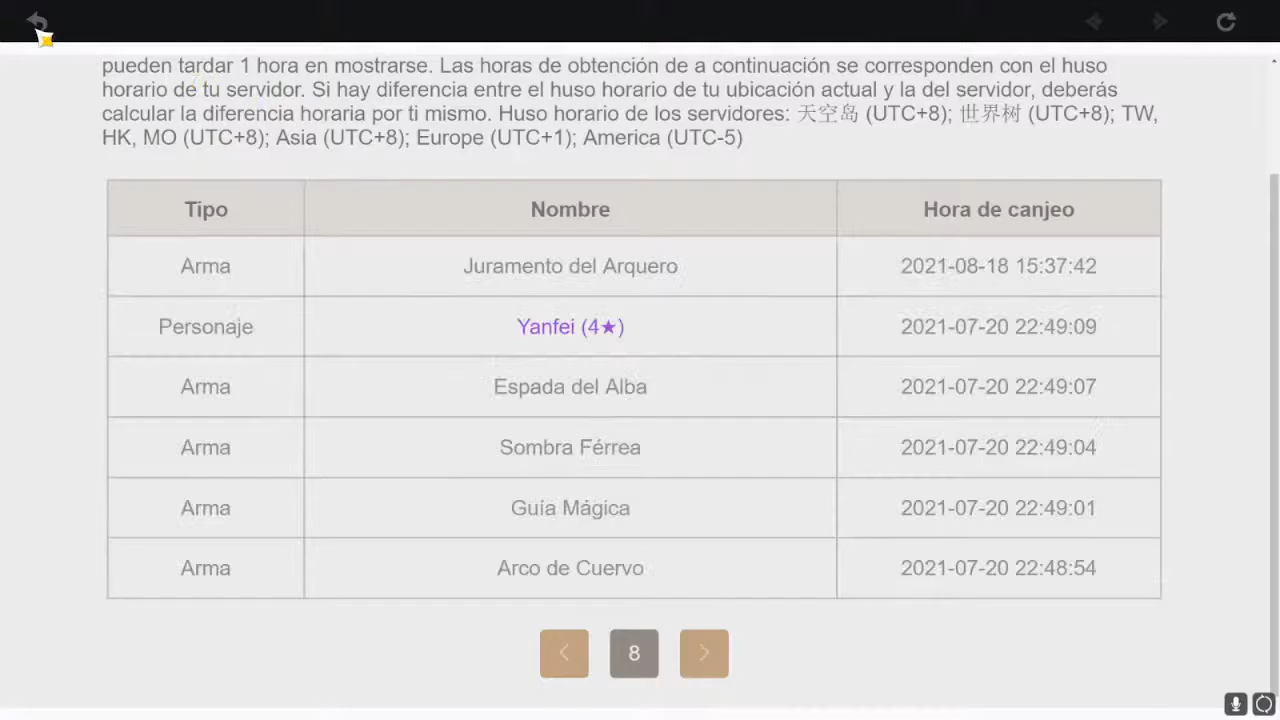 pueden tardar 1 hora en mostrarse. Las horas de obtención de a continuación se corresponden con el huso
horario de tu servidor. Si hay diferencia entre el huso horario de tu ubicación actual y la del servidor, deberás
calcular la diferencia horaria por ti mismo. Huso horario de los servidores: 天空岛 (UTC+8); 世界树 (UTC+8); TW,
HK, MO (UTC+8); Asia (UTC+8); Europe (UTC+1); America (UTC-5)
Tipo Nombre Hora de canjeo
Arma Juramento del Arquero 2021-08-18 15:37:42
Personaje Yanfei (4★) 2021-07-20 22:49:09
Arma Espada del Alba 2021-07-20 22:49:07
Arma Sombra Férrea 2021-07-20 22:49:04
Arma Guía Mágica 2021-07-20 22:49:01
Arma Arco de Cuervo 2021-07-20 22:48:54
8